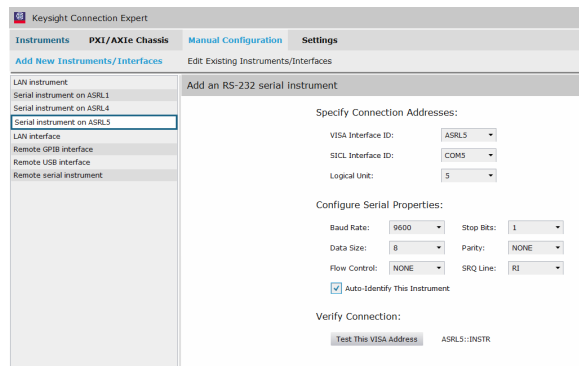 Keysight Connection Expert
Instruments PXI/AXIe Chassis Manual Configuration Settings
Add New Instruments/Interfaces Edit Existing Instruments/Interfaces
LAN instrument
Serial instrument on ASRL1
Serial instrument on ASRL4
Serial instrument on ASRL5
LAN interface
Remote GPIB interface
Remote USB interface
Remote serial instrument
Add an RS-232 serial instrument
Specify Connection Addresses:
VISA Interface ID: ASRL5
SICL Interface ID: COM5
Logical Unit: 5
Configure Serial Properties:
Baud Rate: 9600 Stop Bits: 1
Data Size: 8 Parity: NONE
Flow Control: NONE SRQ Line: RI
Auto-Identify This Instrument
Verify Connection:
Test This VISA Address ASRL5::INSTR